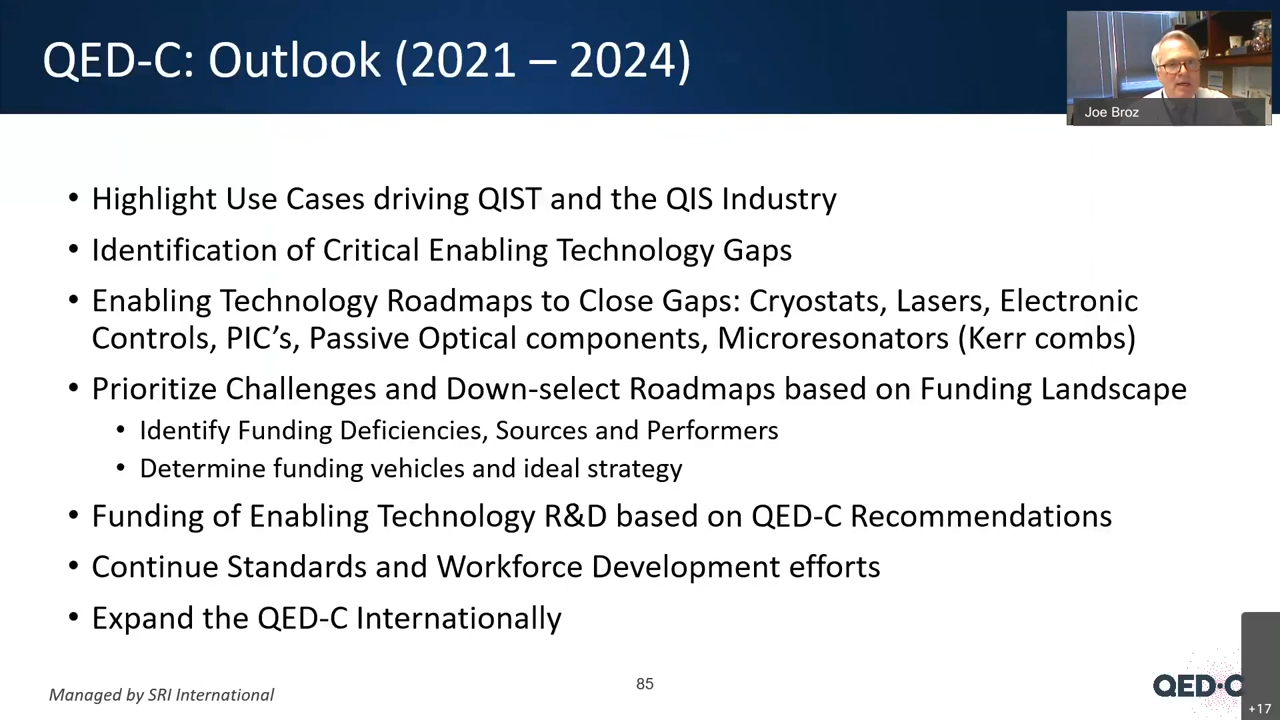 QED-C: Outlook (2021 – 2024)
Joe Broz
• Highlight Use Cases driving QIST and the QIS Industry
• Identification of Critical Enabling Technology Gaps
• Enabling Technology Roadmaps to Close Gaps: Cryostats, Lasers, Electronic
Controls, PIC’s, Passive Optical components, Microresonators (Kerr combs)
• Prioritize Challenges and Down-select Roadmaps based on Funding Landscape
• Identify Funding Deficiencies, Sources and Performers
• Determine funding vehicles and ideal strategy
• Funding of Enabling Technology R&D based on QED-C Recommendations
• Continue Standards and Workforce Development efforts
• Expand the QED-C Internationally
Managed by SRI International
85
QED·C
+17